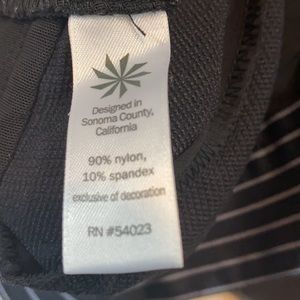 Designed in
Sonoma County,
California
90% nylon,
10% spandex
exclusive of decoration
RN #54023